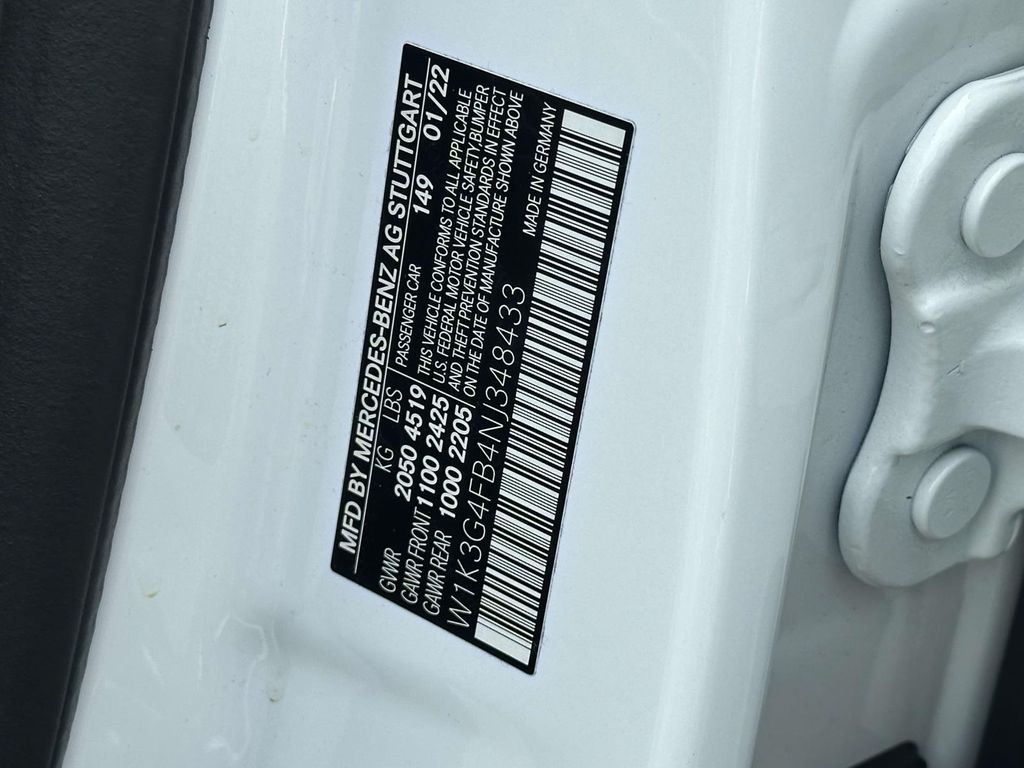 MFD BY MERCEDES-BENZ AG STUTTGART
KG LBS 149 01/22
GVWR 2050 4519 PASSENGER CAR
GAWR FRONT 1100 2425 THIS VEHICLE CONFORMS TO ALL APPLICABLE
GAWR REAR 1000 2205 U.S. FEDERAL MOTOR VEHICLE SAFETY,BUMPER
AND THEFT PREVENTION STANDARDS IN EFFECT
ON THE DATE OF MANUFACTURE SHOWN ABOVE
W1K3G4FB4NJ348433 MADE IN GERMANY